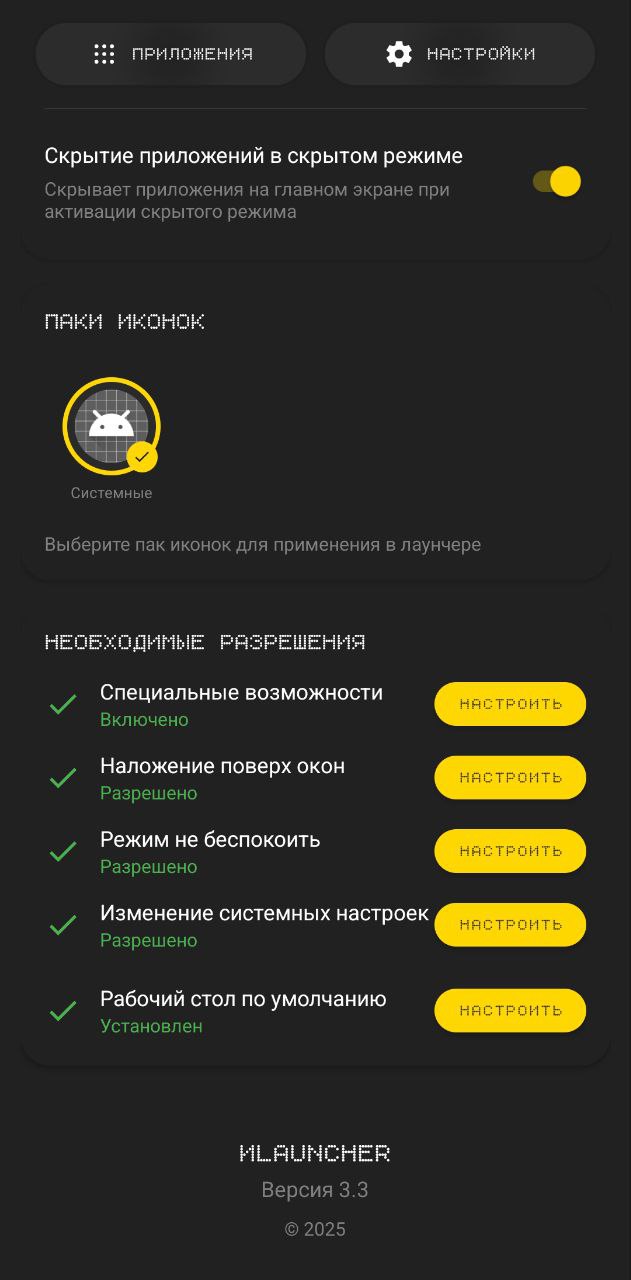 ПРИЛОЖЕНИЯ
НАСТРОЙКИ
Скрытие приложений в скрытом режиме
Скрывает приложения на главном экране при
активации скрытого режима
ПАКИ ИКОНОК
Системные
Выберите пак иконок для применения в лаунчере
НЕОБХОДИМЫЕ РАЗРЕШЕНИЯ
Специальные возможности
Включено
НАСТРОИТЬ
Наложение поверх окон
Разрешено
НАСТРОИТЬ
Режим не беспокоить
Разрешено
НАСТРОИТЬ
Изменение системных настроек
Разрешено
НАСТРОИТЬ
Рабочий стол по умолчанию
Установлен
НАСТРОИТЬ
ИLAUNCHER
Версия 3.3
© 2025